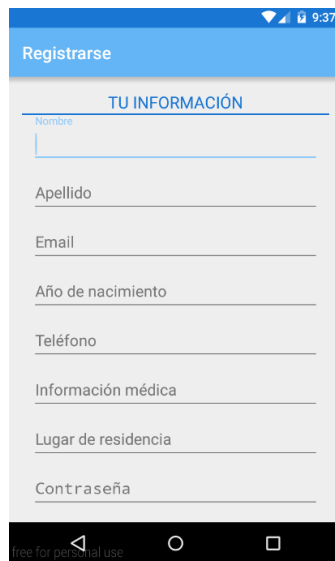 9:37
Registrarse
TU INFORMACIÓN
Nombre
Apellido
Email
Año de nacimiento
Teléfono
Información médica
Lugar de residencia
Contraseña
free for personal use